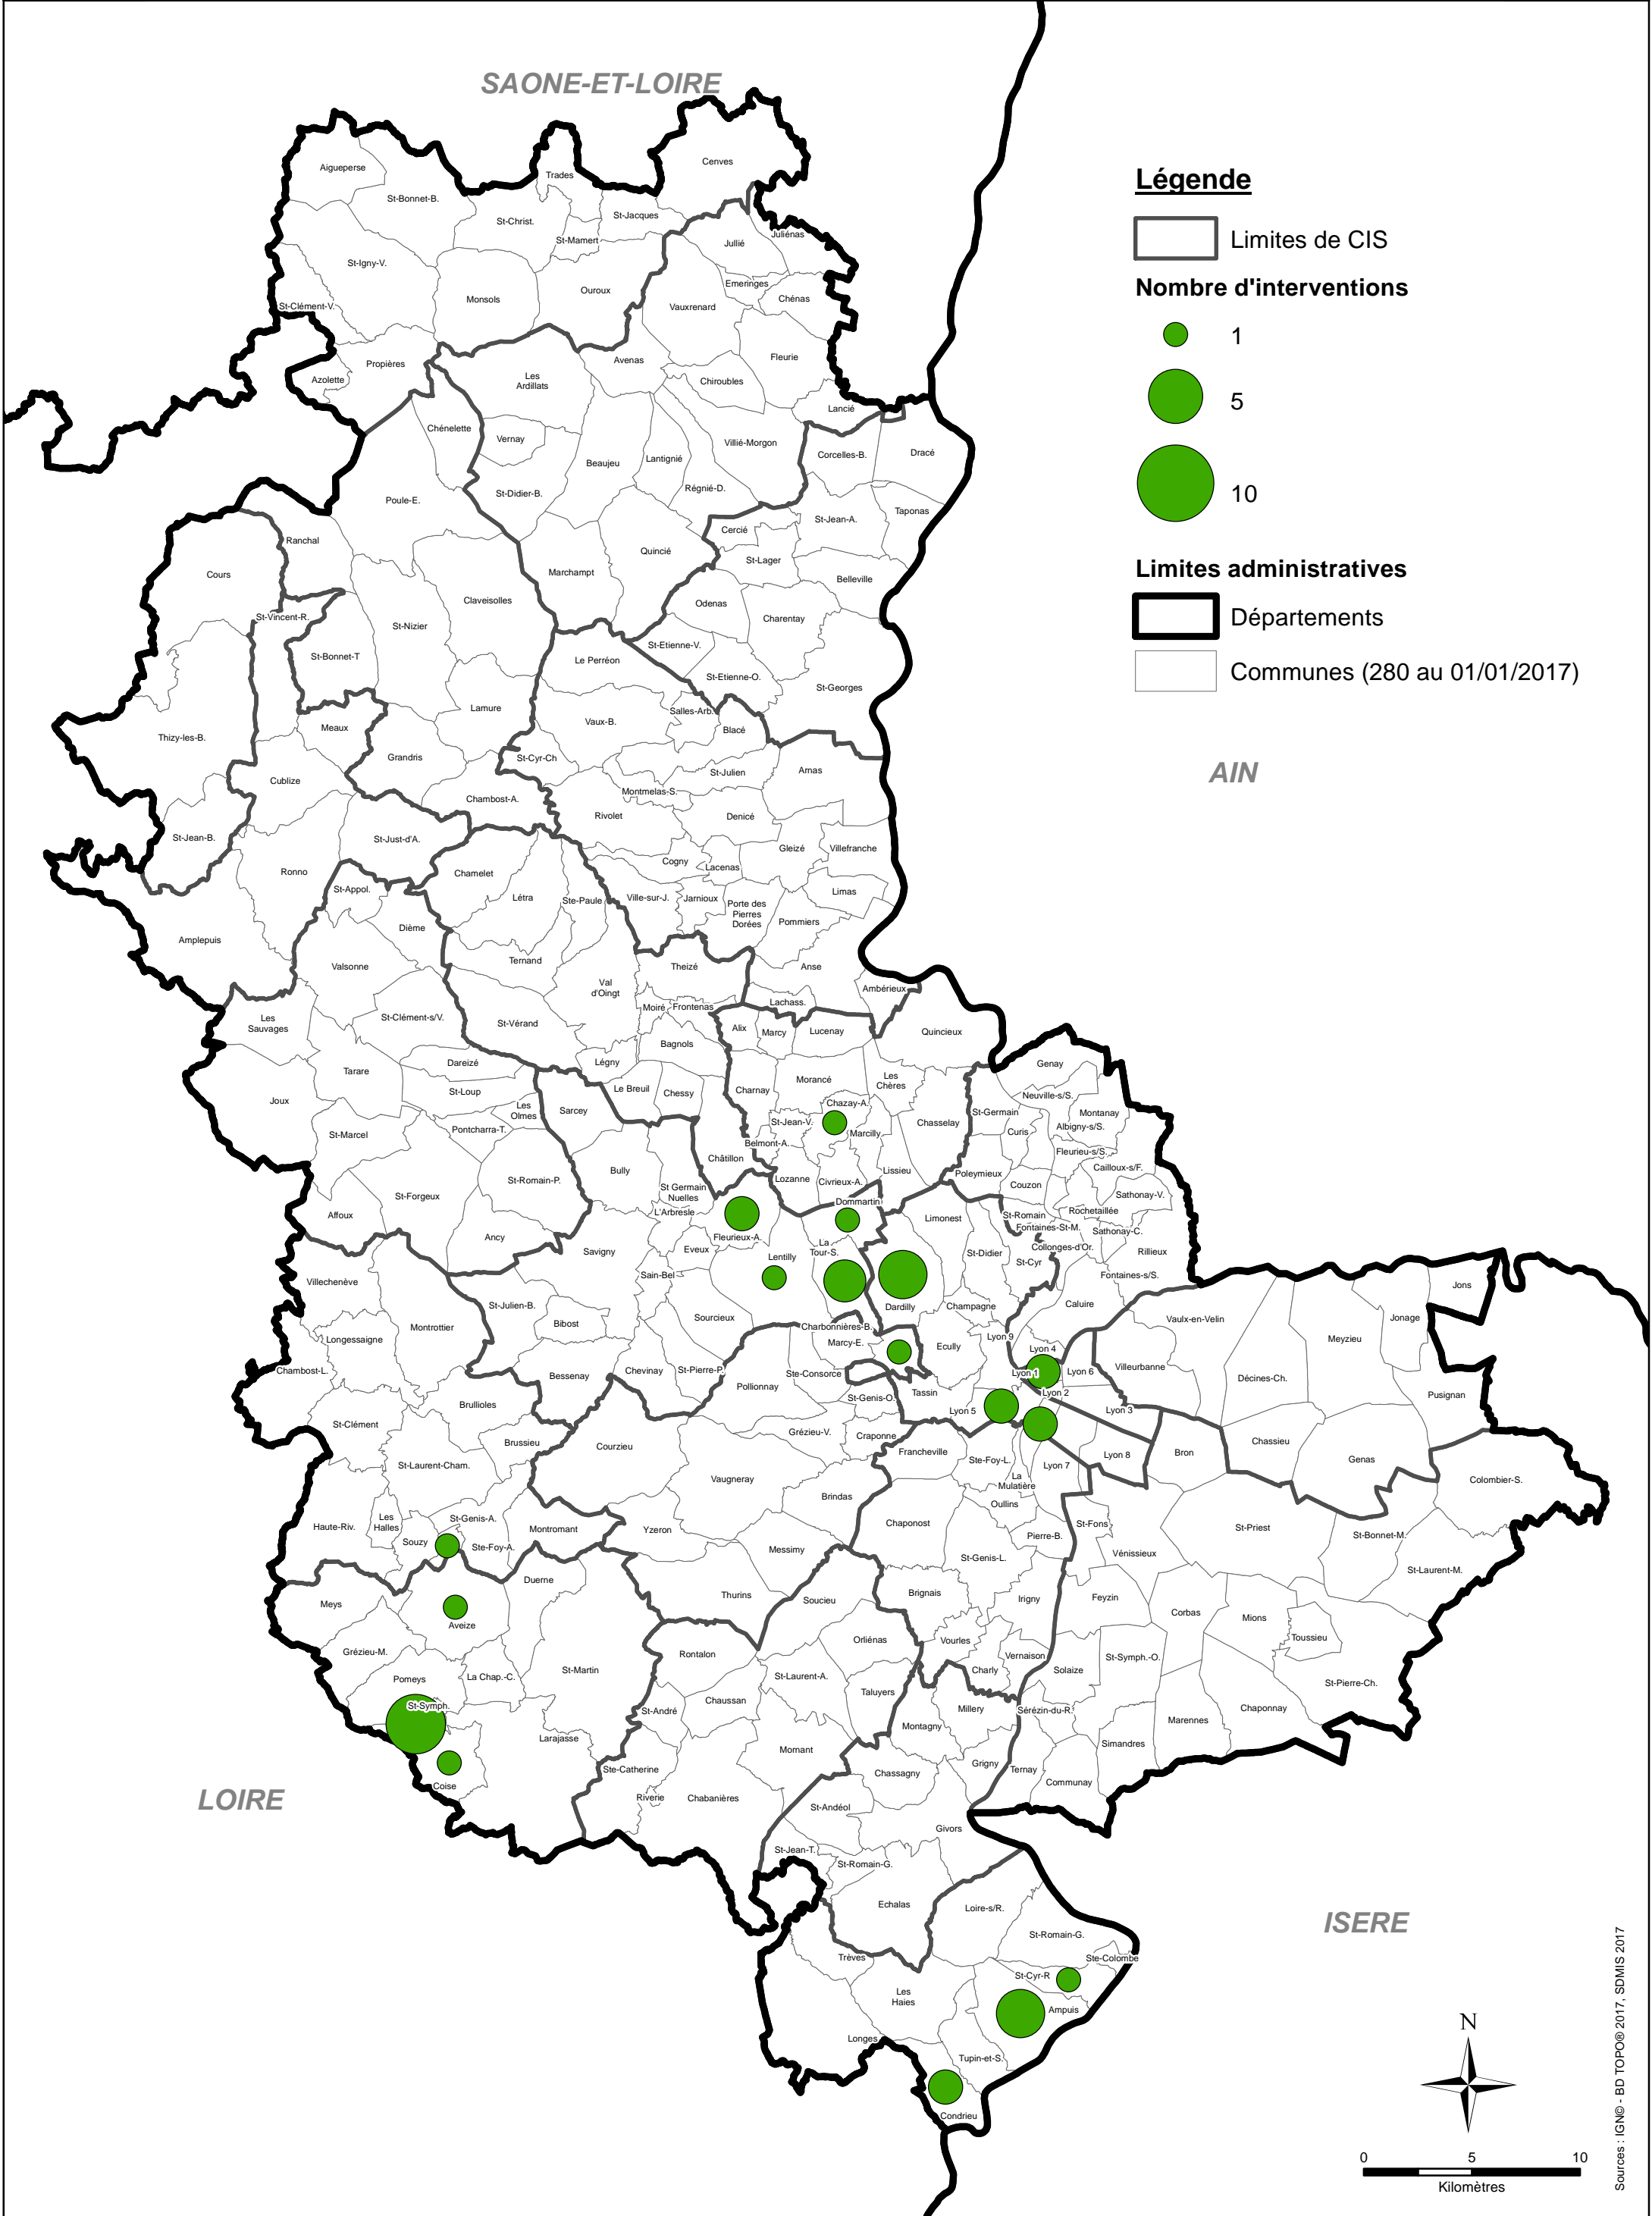 SAONE-ET-LOIRE
Légende
Limites de CIS
Nombre d'interventions
1
5
10
Limites administratives
Départements
Communes (280 au 01/01/2017)
AIN
LOIRE
ISERE
Aigueperse
St-Bonnet-B.
Trades
Cenves
St-Christ.
St-Jacques
St-Mamert
Jullié
Juliénas
St-Igny-V.
Monsols
Ouroux
Emeringes
Chénas
St-Clément-V.
Vauxrenard
Propières
Azolette
Les
Ardillats
Avenas
Fleurie
Chiroubles
Lancié
Chénelette
Vernay
Villié-Morgon
Corcelles-B.
Dracé
Beaujeu
Lantignié
Régnié-D.
St-Didier-B.
Poule-E.
St-Jean-A.
Taponas
Cercié
Ranchal
Quincié
St-Lager
Cours
Marchampt
Belleville
Claveisolles
Odenas
St-Vincent-R.
Charentay
St-Nizier
St-Bonnet-T
St-Etienne-V.
Le Perréon
St-Etienne-O.
St-Georges
Lamure
Salles-Arb.
Vaux-B.
Blacé
Meaux
Thizy-les-B.
Grandris
St-Cyr-Ch
St-Julien
Arnas
Cublize
Chambost-A.
Montmelas-S.
Rivolet
Denicé
St-Jean-B.
St-Just-d'A.
Gleizé
Villefranche
Cogny
Lacenas
Ronno
Chamelet
St-Appol.
Létra
Ste-Paule
Ville-sur-J.
Jarnioux
Limas
Porte des
Pierres
Dorées
Pommiers
Dième
Amplepuis
Ternand
Valsonne
Theizé
Anse
Val
d'Oingt
Ambérieux
Les
Sauvages
St-Clément-s/V.
St-Vérand
Moiré
Frontenas
Lachass.
Alix
Marcy
Lucenay
Quincieux
Bagnols
Tarare
Dareizé
Légny
Genay
Joux
St-Loup
Le Breuil
Chessy
Charnay
Morancé
Les
Chères
Neuville-s/S.
Les
Olmes
Sarcey
Chazay-A.
St-Germain
Montanay
St-Marcel
Pontcharra-T.
St-Jean-V.
Marcilly
Chasselay
Curis
Albigny-s/S.
Belmont-A.
Fleurieu-s/S.
Châtillon
Bully
Lissieu
Poleymieux
Cailloux-s/F.
St-Romain-P.
Lozanne
Civrieux-A.
Couzon
St-Forgeux
St Germain
Nuelles
Sathonay-V.
Dommartin
Rochetaillée
Affoux
L'Arbresle
Limonest
St-Romain
Fontaines-St-M.
Sathonay-C.
Ancy
Fleurieux-A.
La
Tour-S.
Savigny
Eveux
Lentilly
St-Didier
Collonges-d'Or.
Rillieux
St-Cyr
Villechenève
Sain-Bel
Fontaines-s/S.
Jons
St-Julien-B.
Dardilly
Champagne
Caluire
Jonage
Bibost
Sourcieux
Vaulx-en-Velin
Montrottier
Charbonnières-B.
Meyzieu
Longessaigne
Marcy-E.
Ecully
Lyon 9
Lyon 4
Chambost-L.
Chevinay
St-Pierre-P.
Ste-Consorce
Lyon 1
Lyon 6
Villeurbanne
Bessenay
Pollionnay
Décines-Ch.
St-Genis-O.
Tassin
Lyon 2
Pusignan
Brullioles
Lyon 5
Lyon 3
St-Clément
Grézieu-V.
Craponne
Brussieu
Courzieu
Francheville
Chassieu
Lyon 8
Bron
Ste-Foy-L.
Genas
St-Laurent-Cham.
La
Mulatière
Lyon 7
Vaugneray
Colombier-S.
Brindas
Oullins
Les
Halles
St-Genis-A.
Chaponost
St-Fons
Haute-Riv.
Montromant
Yzeron
Pierre-B.
St-Priest
St-Bonnet-M.
Souzy
Ste-Foy-A.
Messimy
Vénissieux
St-Genis-L.
St-Laurent-M.
Duerne
Brignais
Meys
Thurins
Soucieu
Irigny
Feyzin
Corbas
Mions
Aveize
Toussieu
Orliénas
Vourles
Grézieu-M.
Rontalon
Vernaison
St-Symph.-O.
La Chap.-C.
St-Martin
St-Laurent-A.
Charly
Solaize
Pomeys
St-Pierre-Ch.
Taluyers
Chaussan
St-Symph.
St-André
Millery
Sérézin-du-R.
Chaponnay
Montagny
Marennes
Larajasse
Mornant
Simandres
Ste-Catherine
Chassagny
Grigny
Ternay
Coise
Communay
Riverie
Chabanières
St-Andéol
Givors
St-Jean-T.
St-Romain-G.
Echalas
Loire-s/R.
St-Romain-G.
Trèves
Ste-Colombe
St-Cyr-R
Les
Haies
Ampuis
Longes
Tupin-et-S.
Condrieu
N
0
5
10
Kilomètres
Sources : IGN© - BD TOPO® 2017, SDMIS 2017